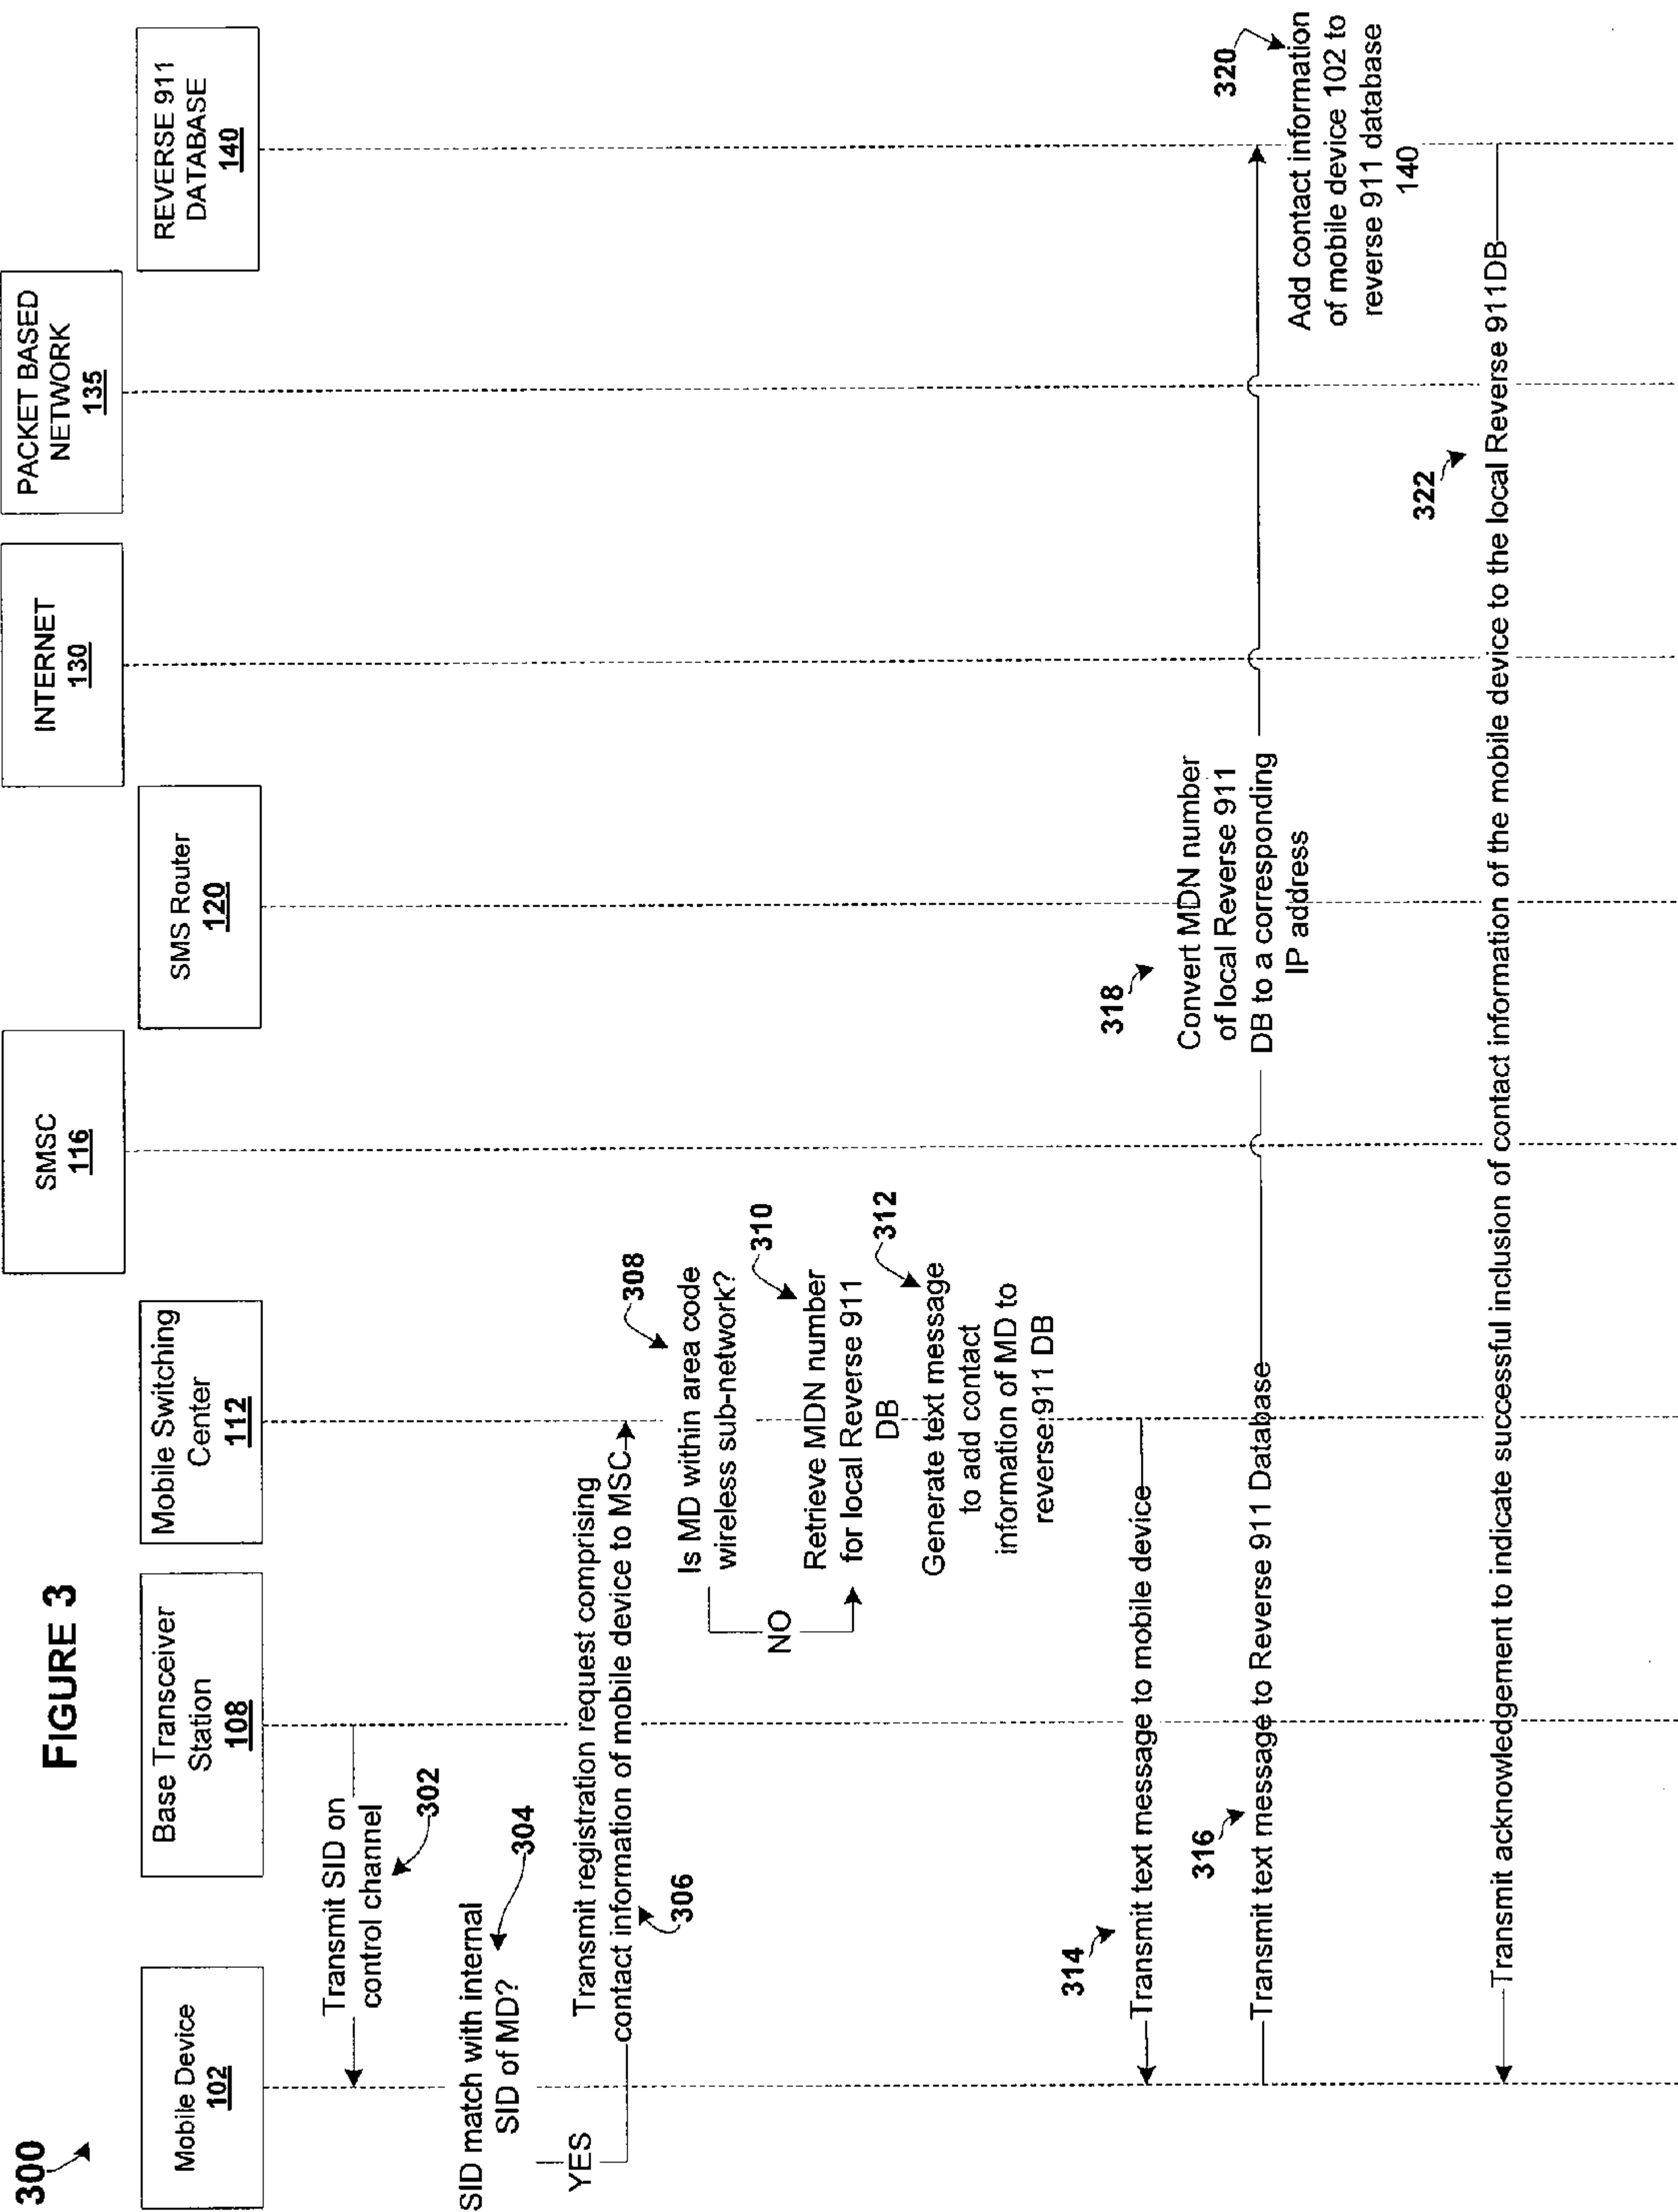 300
FIGURE 3
Mobile Device
102
Base Transceiver
Station
108
Mobile Switching
Center
112
SMSC
116
SMS Router
120
INTERNET
130
PACKET BASED
NETWORK
135
REVERSE 911
DATABASE
140
Transmit SID on
control channel
302
SID match with internal
SID of MD?
304
YES
Transmit registration request comprising
contact information of mobile device to MSC
306
308
Is MD within area code
wireless sub-network?
NO
310
Retrieve MDN number
for local Reverse 911
DB
312
Generate text message
to add contact
information of MD to
reverse 911 DB
314
Transmit text message to mobile device
316
Transmit text message to Reverse 911 Database
318
Convert MDN number
of local Reverse 911
DB to a corresponding
IP address
320
Add contact information
of mobile device 102 to
reverse 911 database
140
322
Transmit acknowledgement to indicate successful inclusion of contact information of the mobile device to the local Reverse 911DB